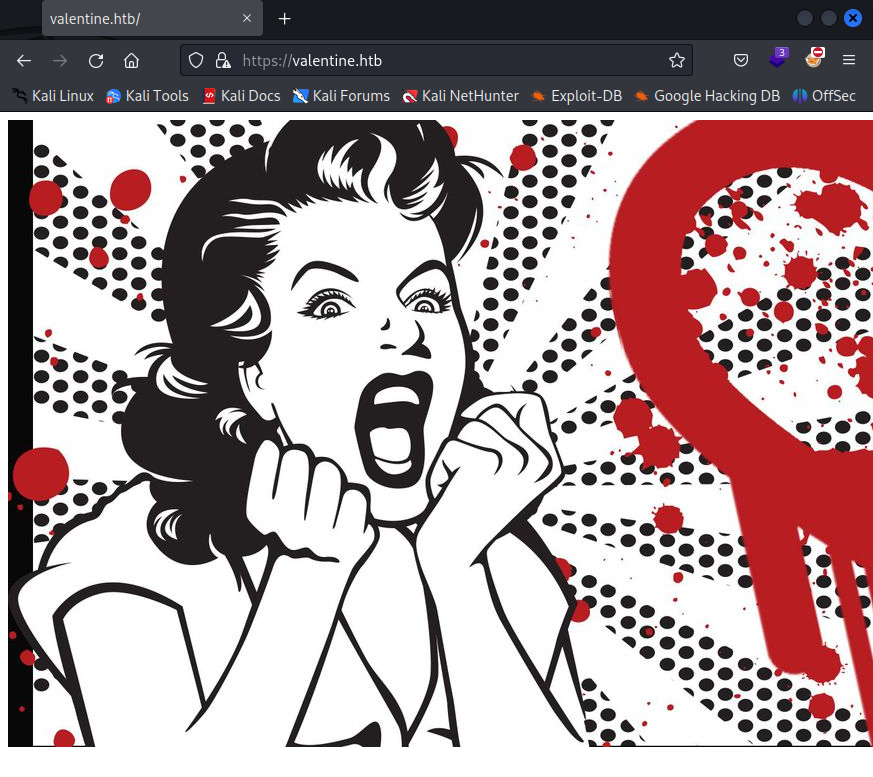 valentine.htb/
https://valentine.htb
3
Kali Linux Kali Tools Kali Docs Kali Forums Kali NetHunter Exploit-DB Google Hacking DB OffSec